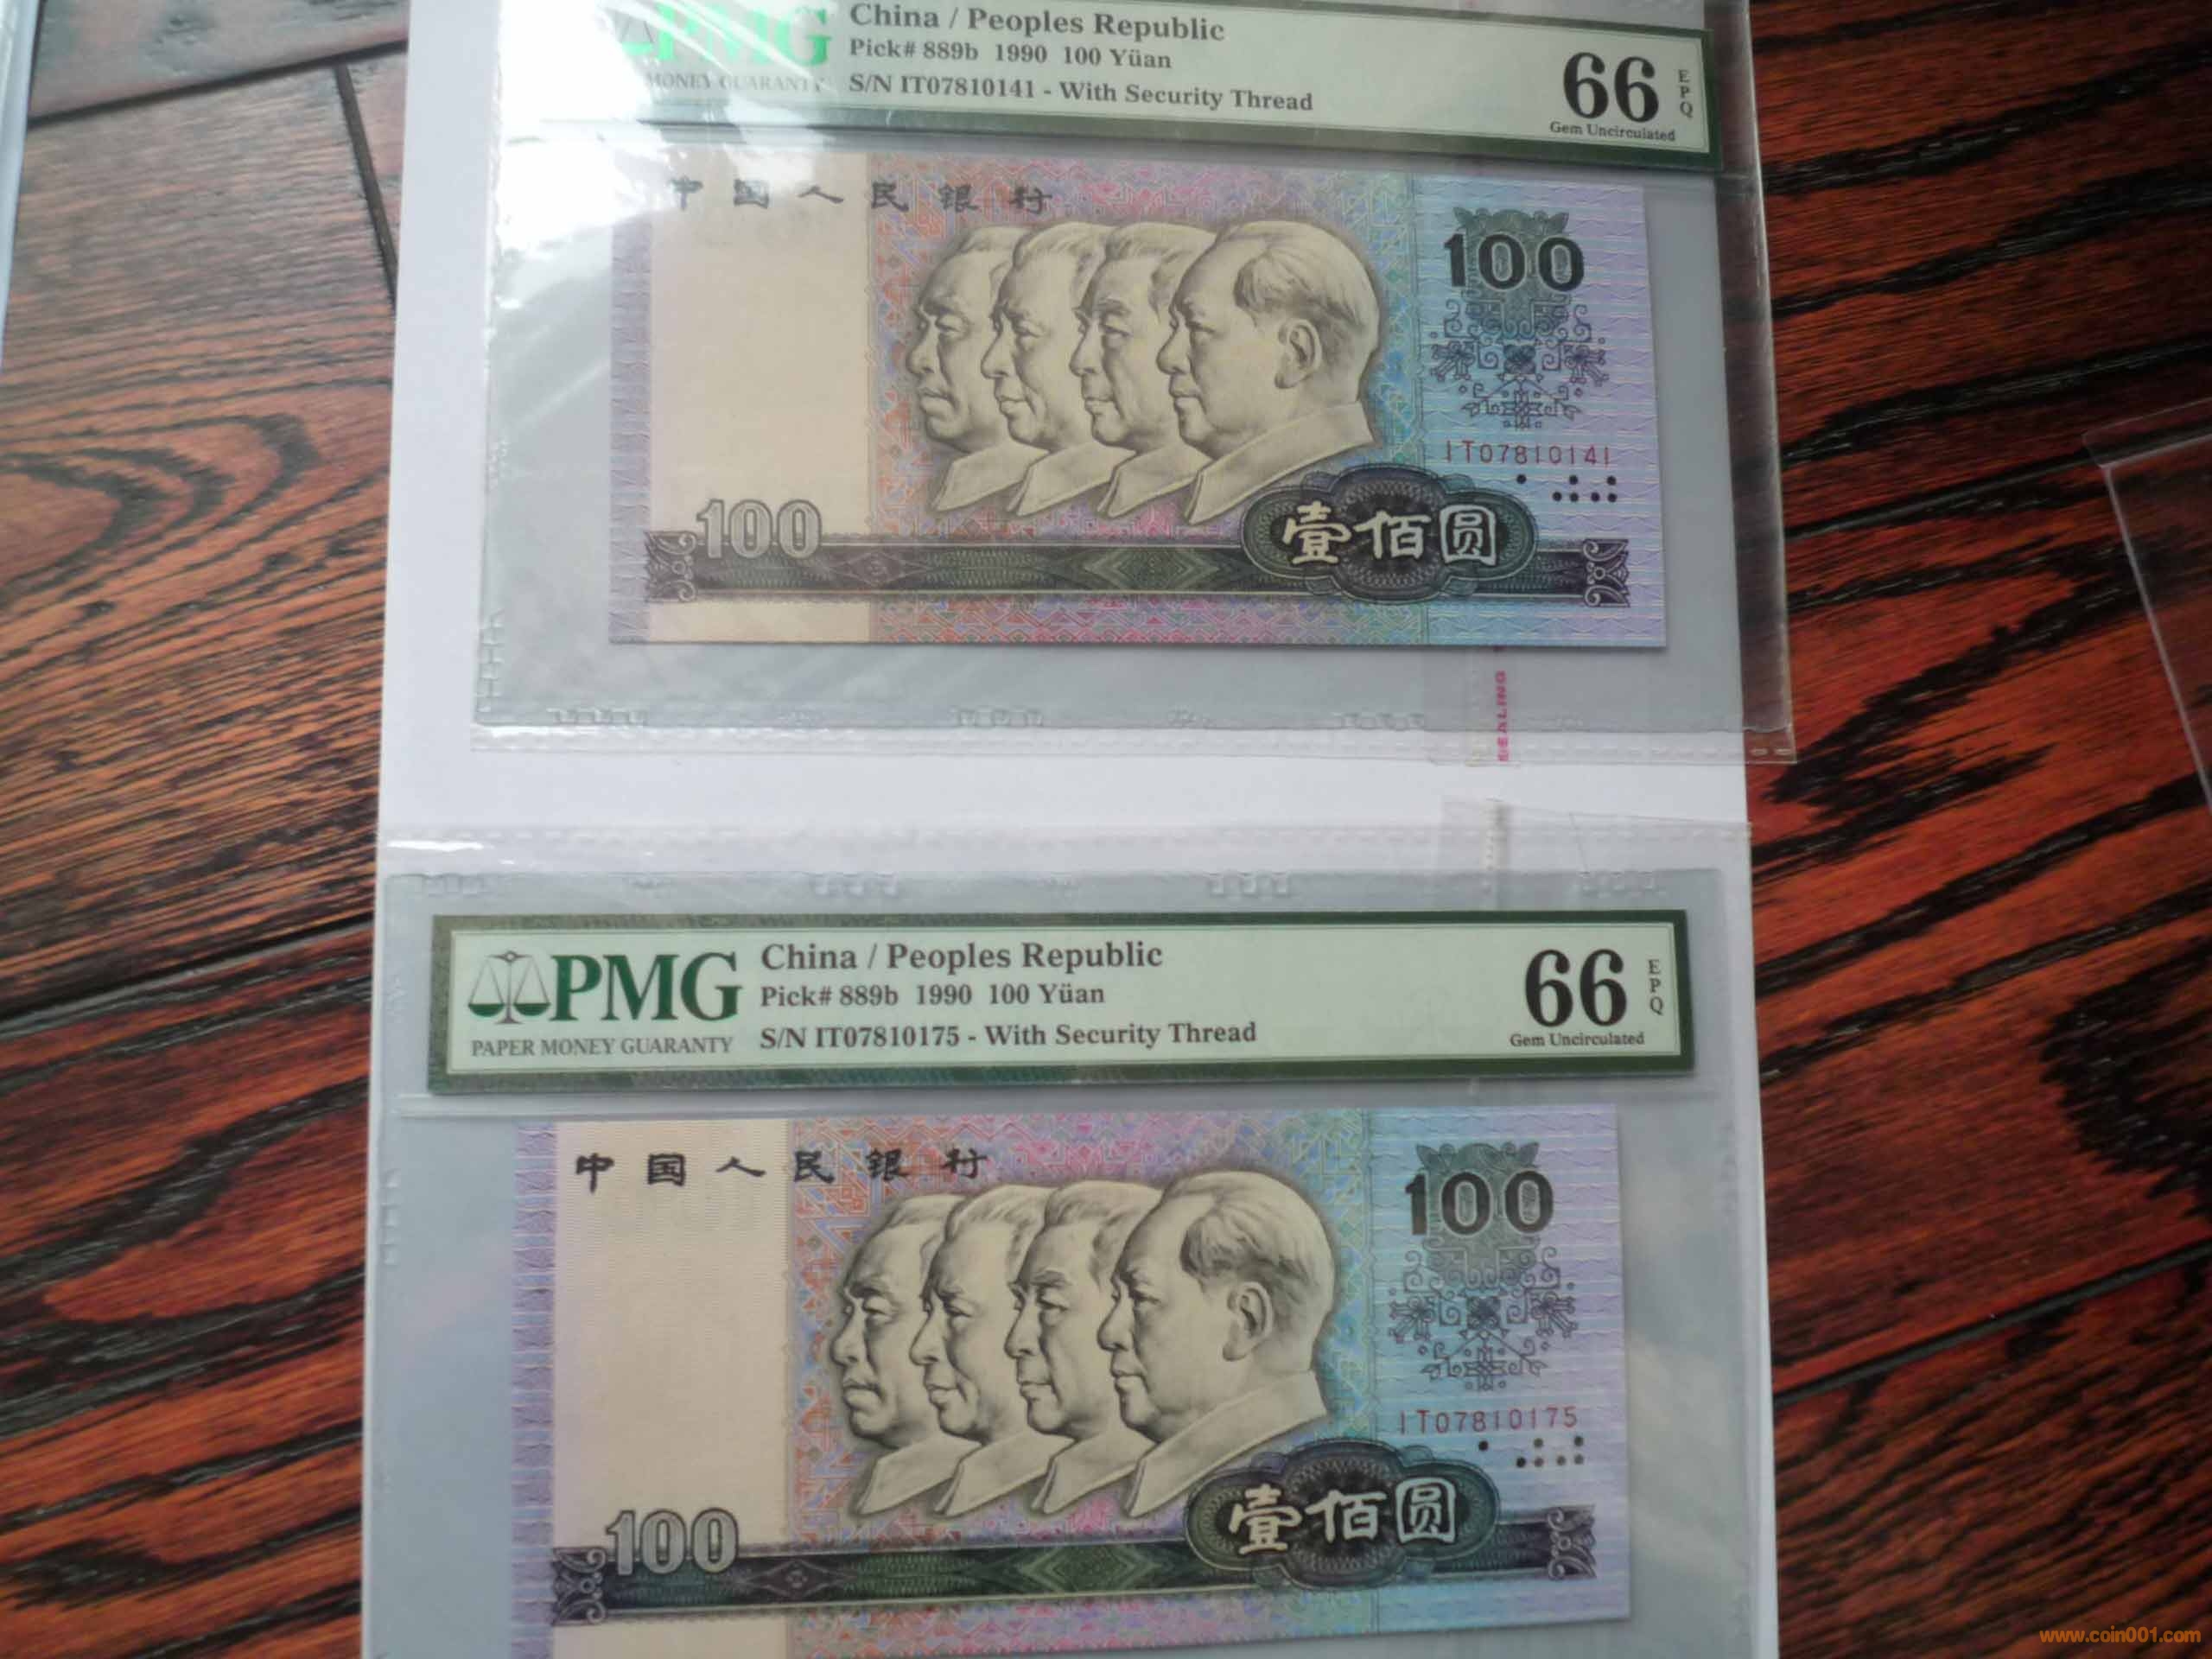 PMG
China / Peoples Republic
Pick# 889b 1990 100 Yüan
MONEY GUARANTY
S/N IT07810141 - With Security Thread
66
EPQ
Gem Uncirculated
中国人民银行
100
IT07810141
100
壹佰圆
SEALING
PMG
China / Peoples Republic
Pick# 889b 1990 100 Yüan
PAPER MONEY GUARANTY
S/N IT07810175 - With Security Thread
66
EPQ
Gem Uncirculated
中国人民银行
100
IT07810175
100
壹佰圆
www.coin001.com